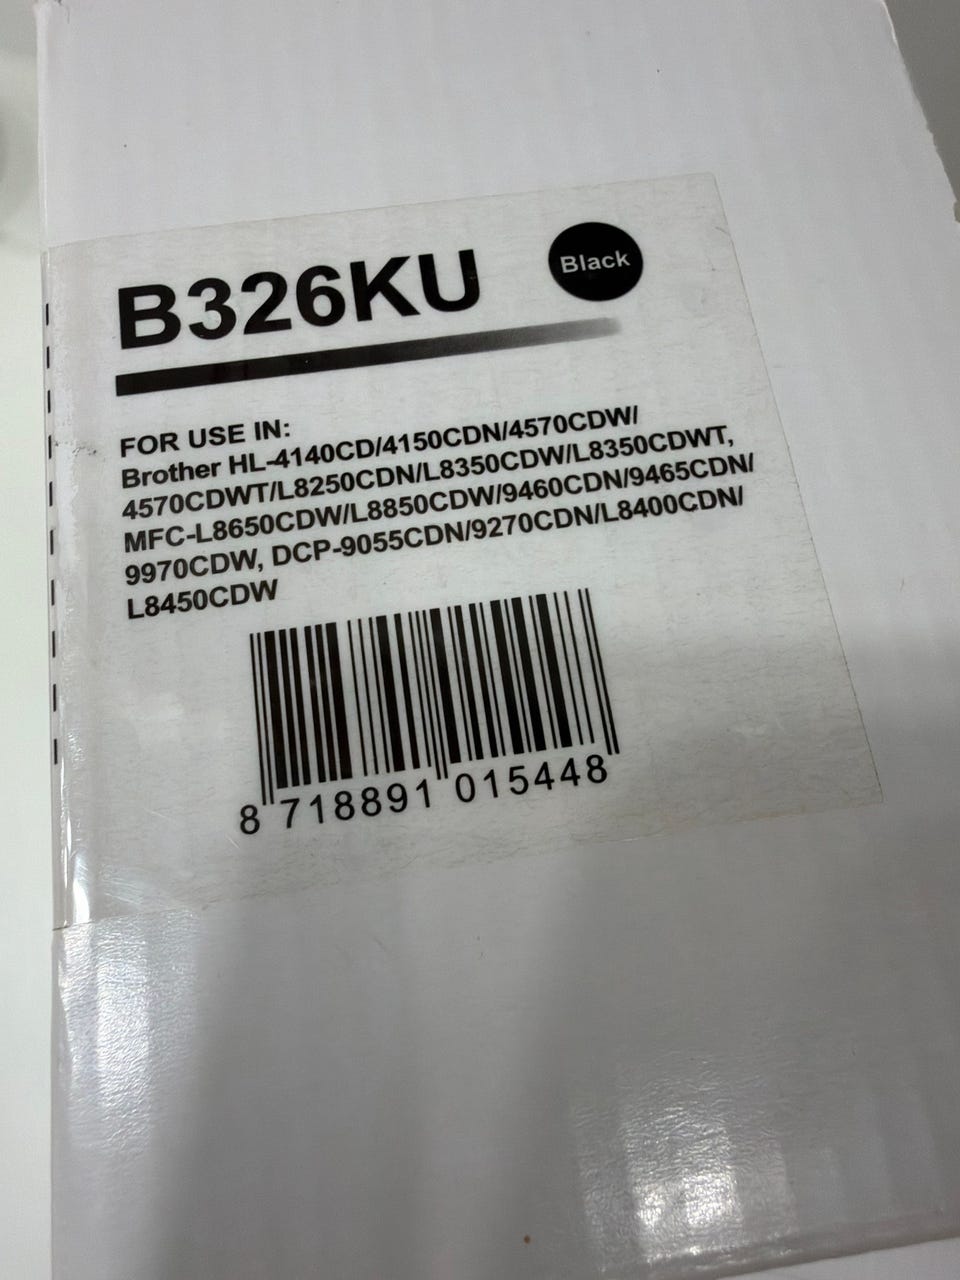 B326KU
Black
FOR USE IN:
Brother HL-4140CD/4150CDN/4570CDW/
4570CDWT/L8250CDN/L8350CDW/L8350CDWT,
MFC-L8650CDW/L8850CDW/9460CDN/9465CDN/
9970CDW, DCP-9055CDN/9270CDN/L8400CDN/
L8450CDW
8 718891 015448